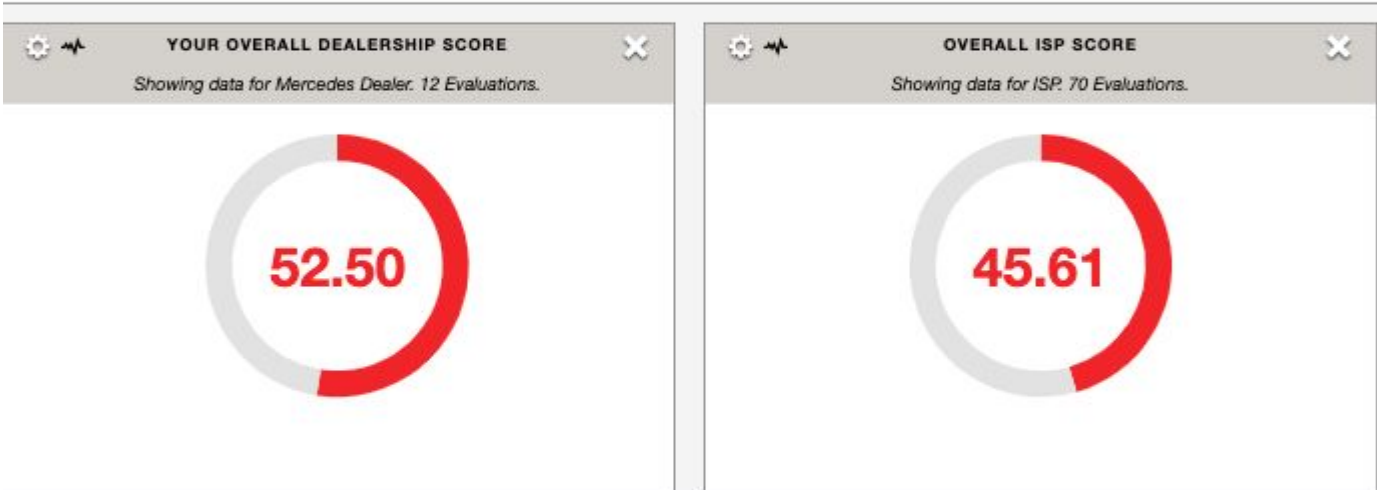 YOUR OVERALL DEALERSHIP SCORE
Showing data for Mercedes Dealer. 12 Evaluations.
52.50
OVERALL ISP SCORE
Showing data for ISP. 70 Evaluations.
45.61